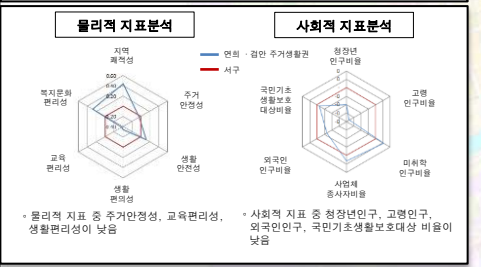 물리적 지표분석
지역
쾌적성
주거
안정성
생활
안전성
생활
편의성
교육
편리성
복지문화
편리성
0.60
0.40
0.20
연희 · 검안 주거생활권
서구
◦ 물리적 지표 중 주거안정성, 교육편리성,
생활편리성이 낮음
사회적 지표분석
청장년
인구비율
고령
인구비율
미취학
인구비율
사업체
종사자비율
외국인
인구비율
국민기초
생활보호
대상비율
◦ 사회적 지표 중 청장년인구, 고령인구,
외국인인구, 국민기초생활보호대상 비율이
낮음